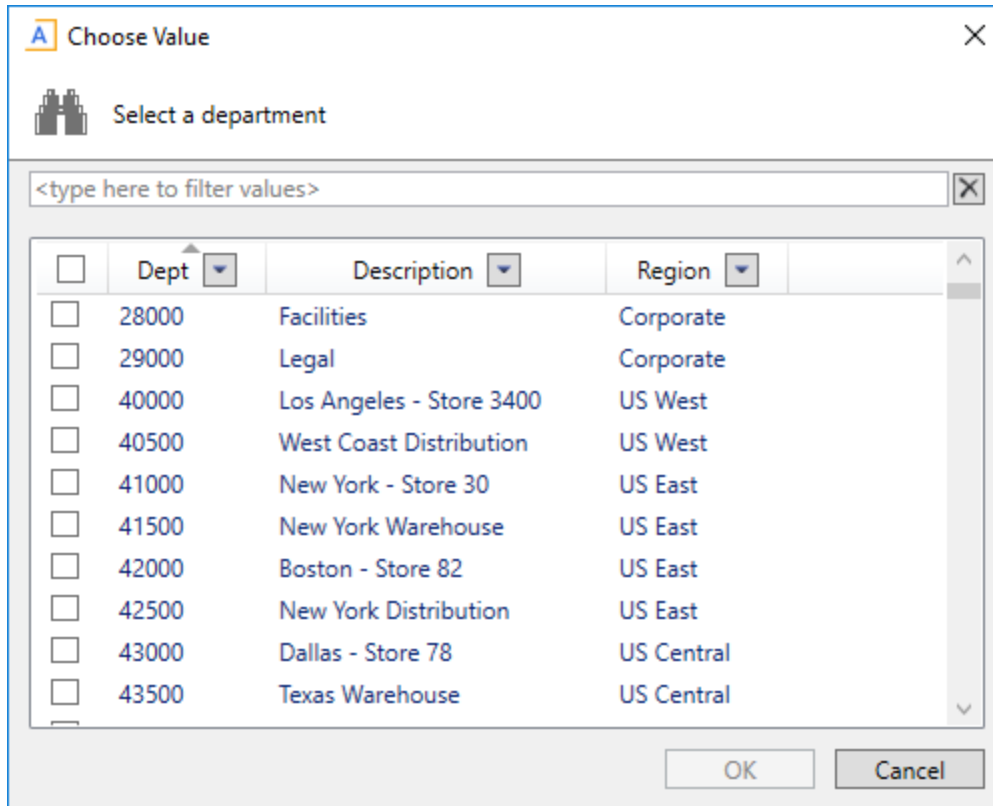 A Choose Value
Select a department
<type here to filter values>
Dept Description Region
28000 Facilities Corporate
29000 Legal Corporate
40000 Los Angeles - Store 3400 US West
40500 West Coast Distribution US West
41000 New York - Store 30 US East
41500 New York Warehouse US East
42000 Boston - Store 82 US East
42500 New York Distribution US East
43000 Dallas - Store 78 US Central
43500 Texas Warehouse US Central
OK Cancel